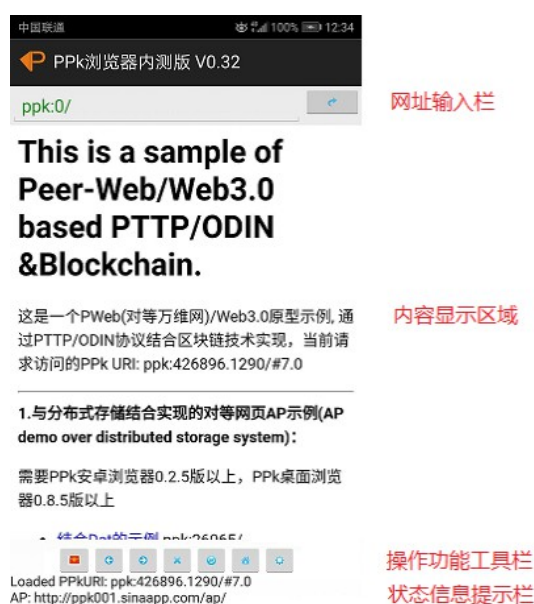 中国联通 100% 12:34
PPk浏览器内测版 V0.32
ppk:0/
网址输入栏
This is a sample of
Peer-Web/Web3.0
based PTTP/ODIN
&Blockchain.
这是一个PWeb(对等万维网)/Web3.0原型示例, 通
过PTTP/ODIN协议结合区块链技术实现，当前请
求访问的PPk URI: ppk:426896.1290/#7.0
内容显示区域
1.与分布式存储结合实现的对等网页AP示例(AP
demo over distributed storage system)：
需要PPk安卓浏览器0.2.5版以上，PPk桌面浏览
器0.8.5版以上
结合Dat的示例 ppk:26965/
操作功能工具栏
Loaded PPkURI: ppk:426896.1290/#7.0
AP: http://ppk001.sinaapp.com/ap/
状态信息提示栏